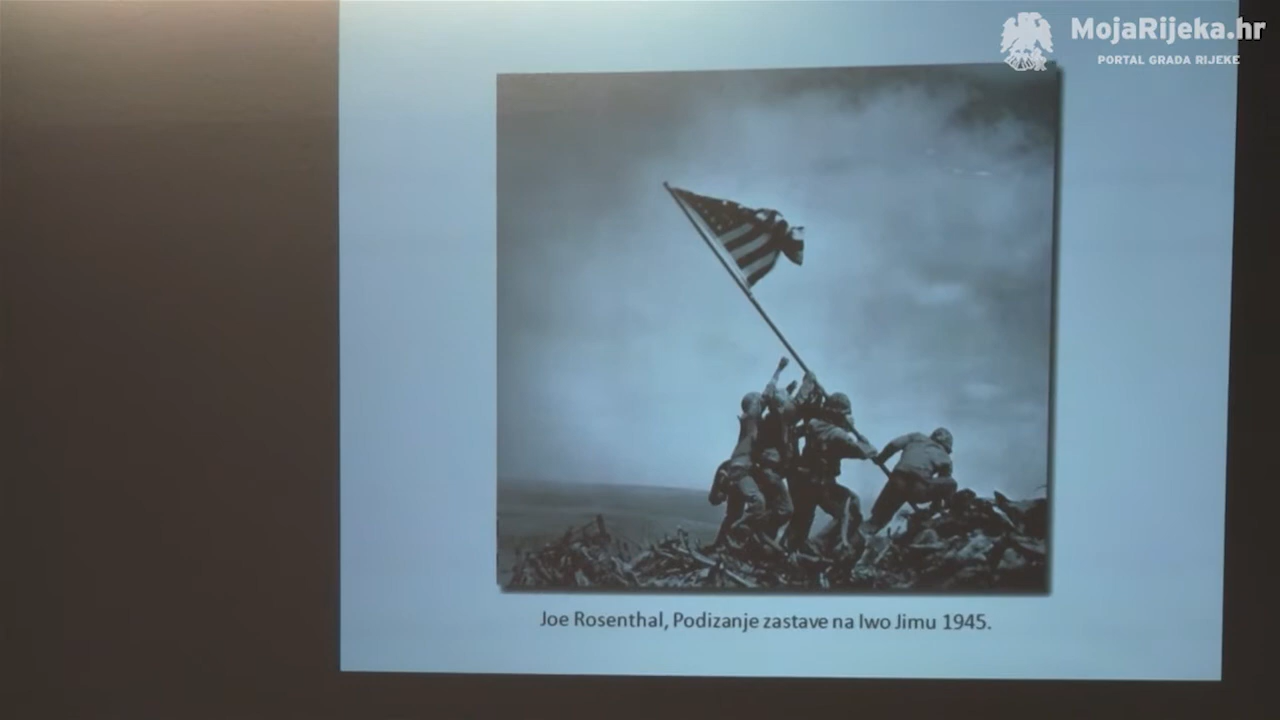 MojaRijeka.hr
PORTAL GRADA RIJEKE
Joe Rosenthal, Podizanje zastave na Iwo Jimu 1945.